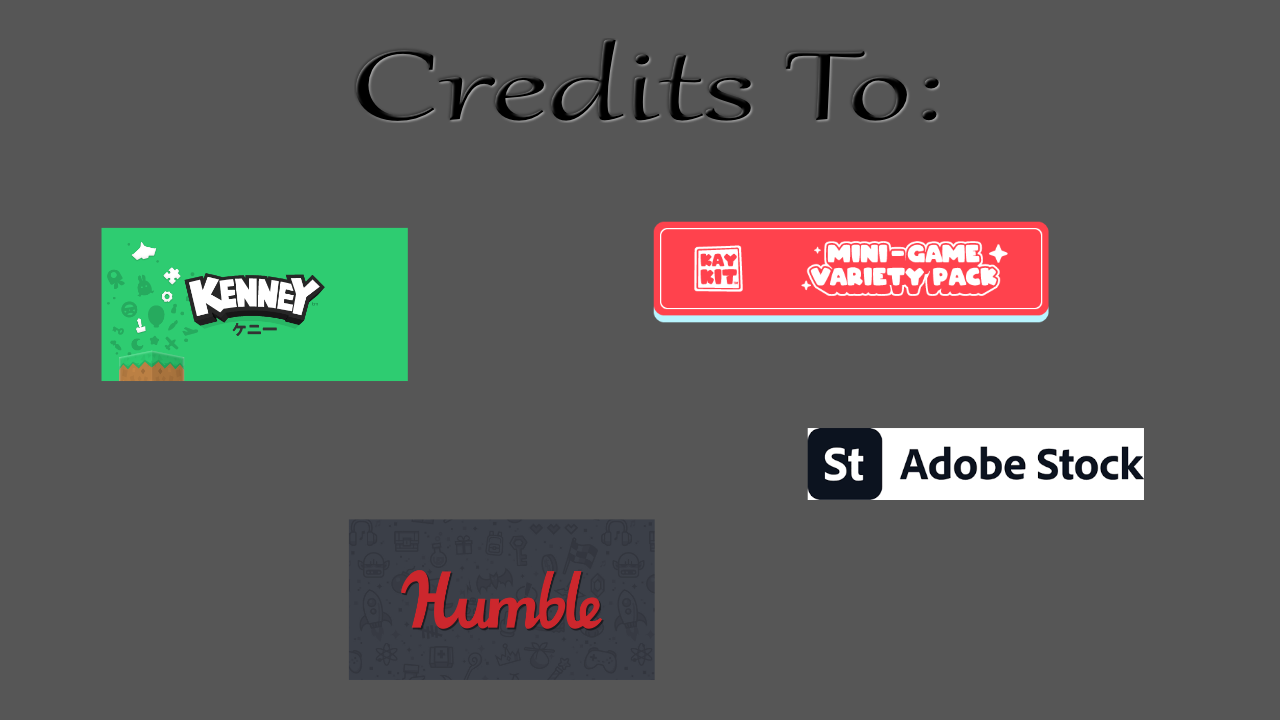 Credits To:
KENNEY
ケニー
KAY
KIT
MINI-GAME
VARIETY PACK
St Adobe Stock
Humble